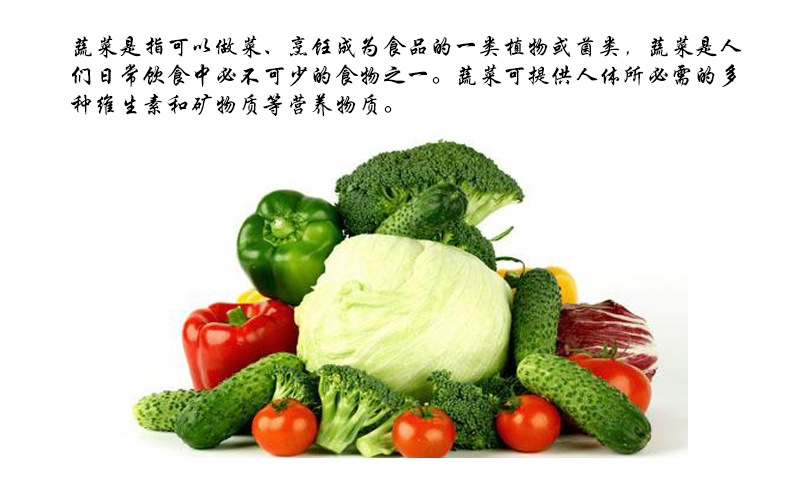 蔬菜是指可以做菜、烹饪成为食品的一类植物或菌类，蔬菜是人
们日常饮食中必不可少的食物之一。蔬菜可提供人体所必需的多
种维生素和矿物质等营养物质。